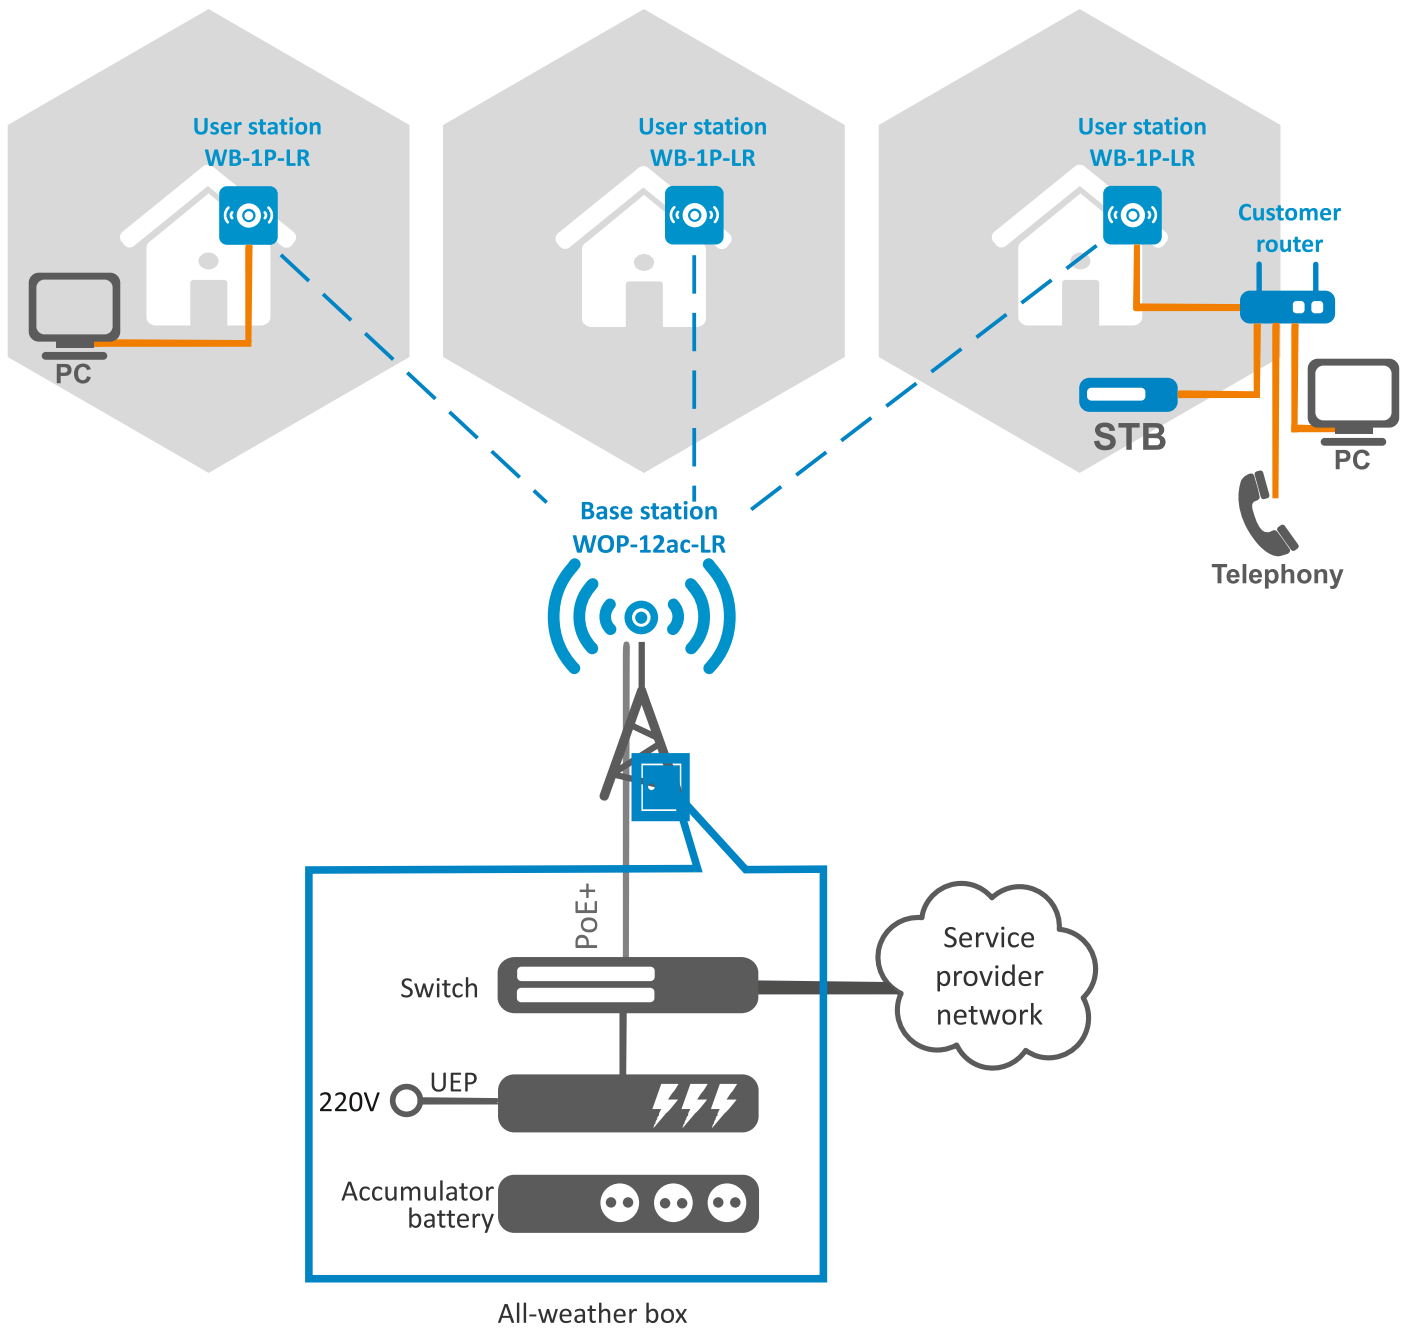 User station
WB-1P-LR
User station
WB-1P-LR
User station
WB-1P-LR
Customer
router
PC
STB
PC
Telephony
Base station
WOP-12ac-LR
PoE+
Switch
Service
provider
network
UEP
220V
Accumulator
battery
All-weather box